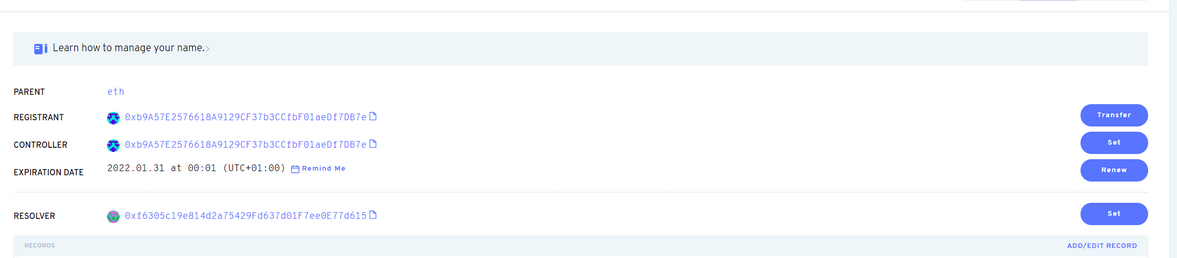 Learn how to manage your name.
PARENT eth
REGISTRANT 0xb9A57E2576618A9129CF37b3CCfbF01aeDf7DB7e Transfer
CONTROLLER 0xb9A57E2576618A9129CF37b3CCfbF01aeDf7DB7e Set
EXPIRATION DATE 2022.01.31 at 00:01 (UTC+01:00) Remind Me Renew
RESOLVER 0xf6305c19e814d2a75429Fd637d01F7ee0E77d615 Set
RECORDS ADD/EDIT RECORD